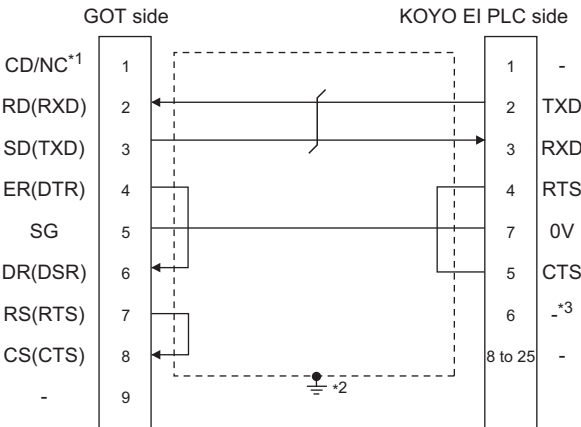 GOT side KOYO EI PLC side
CD/NC*1 1 1 -
RD(RXD) 2 2 TXD
SD(TXD) 3 3 RXD
ER(DTR) 4 4 RTS
SG 5 7 0V
DR(DSR) 6 5 CTS
RS(RTS) 7 6 -*3
CS(CTS) 8 8 to 25 -
*2
- 9